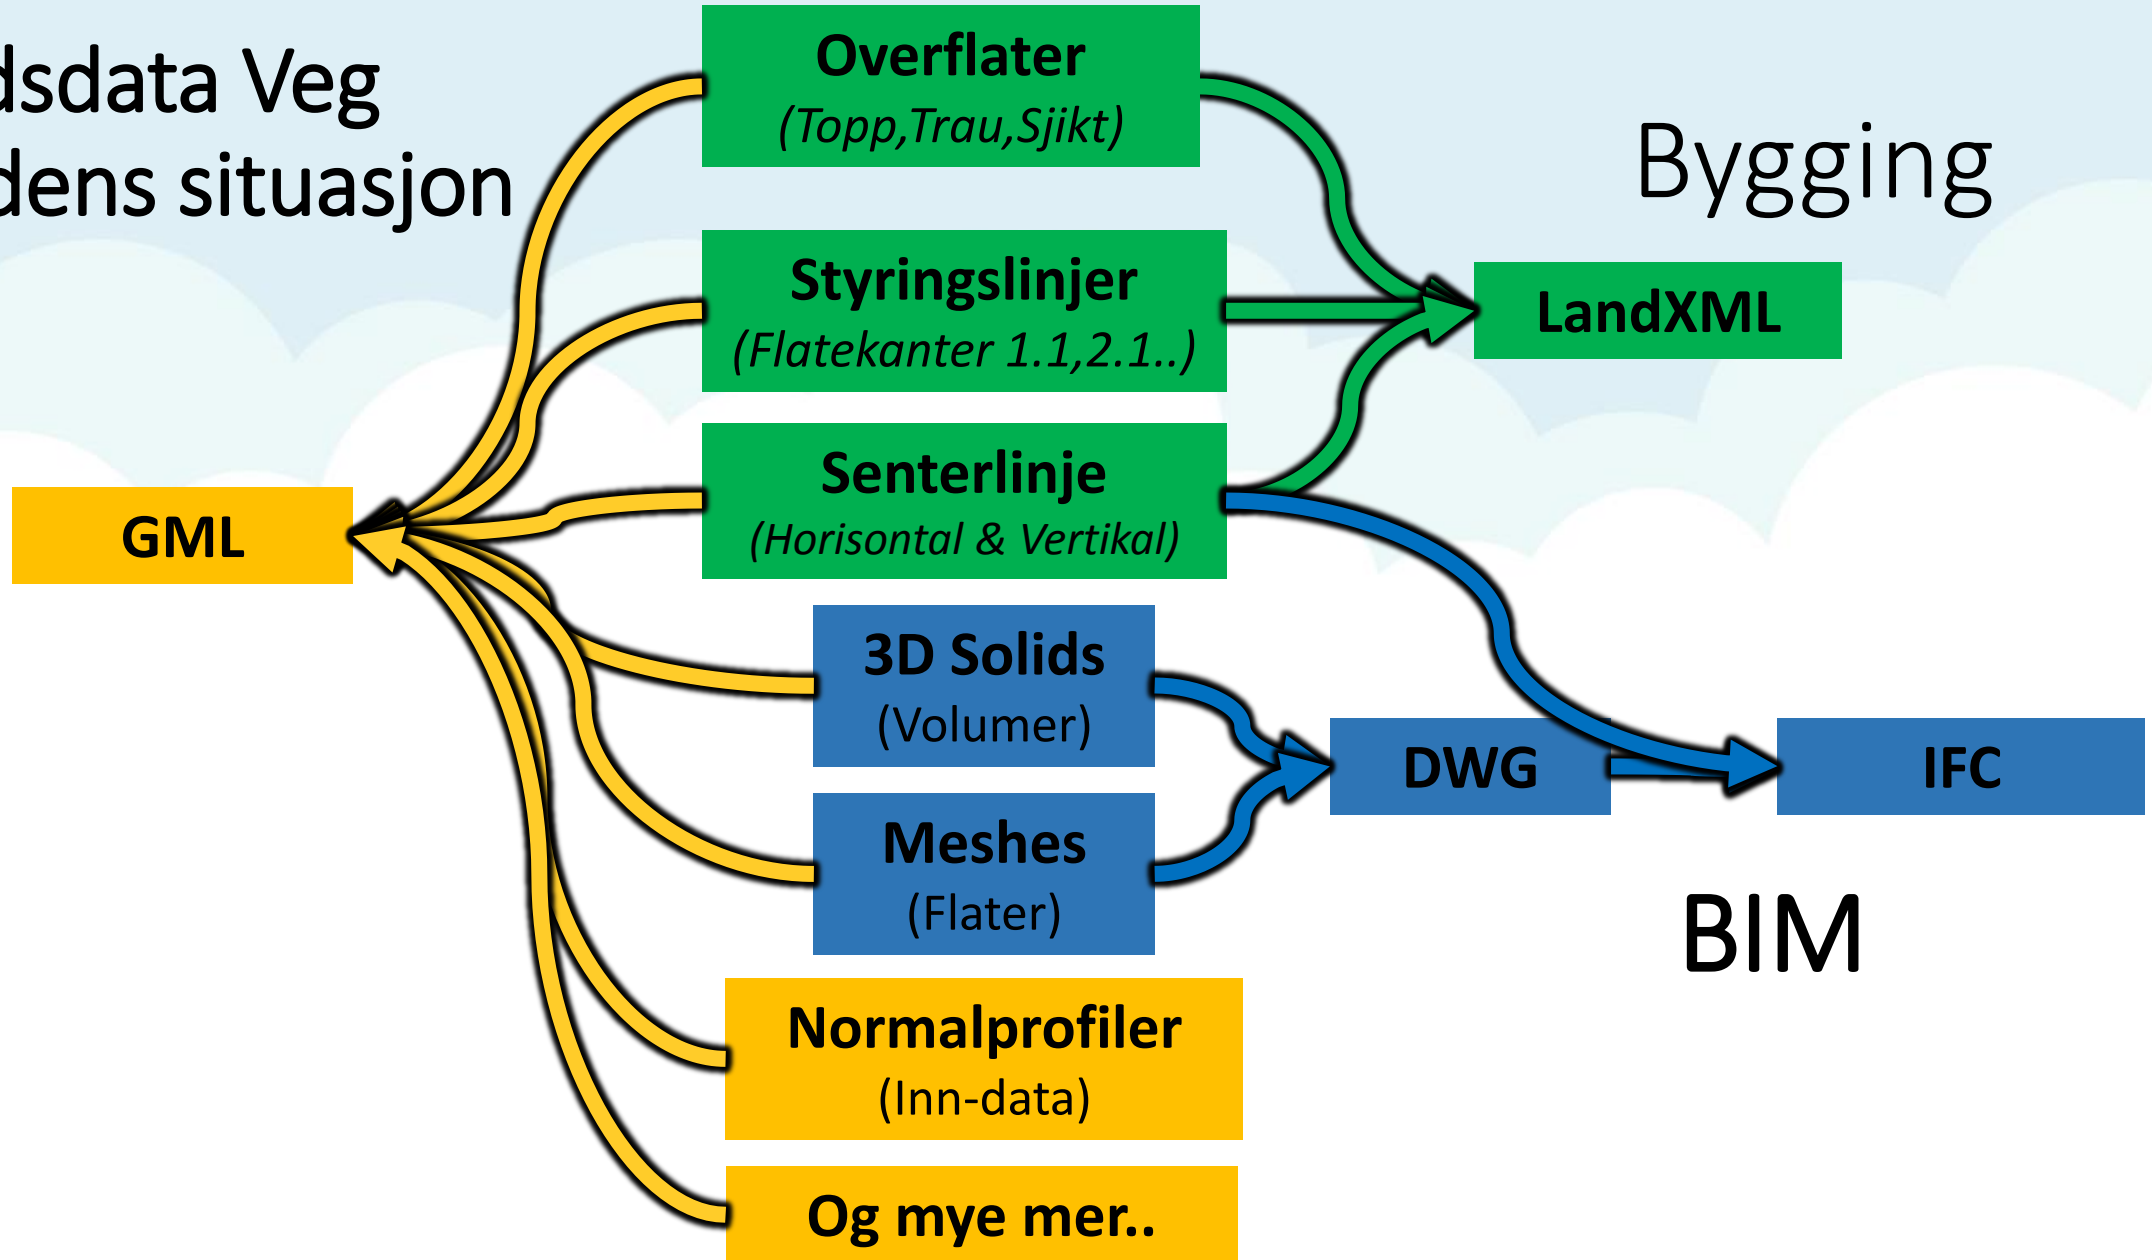 dsdata Veg
dens situasjon
Overflater
(Topp,Trau,Sjikt)
Bygging
Styringslinjer
(Flatekanter 1.1,2.1..)
LandXML
Senterlinje
(Horisontal & Vertikal)
GML
3D Solids
(Volumer)
DWG
IFC
Meshes
(Flater)
BIM
Normalprofiler
(Inn-data)
Og mye mer..